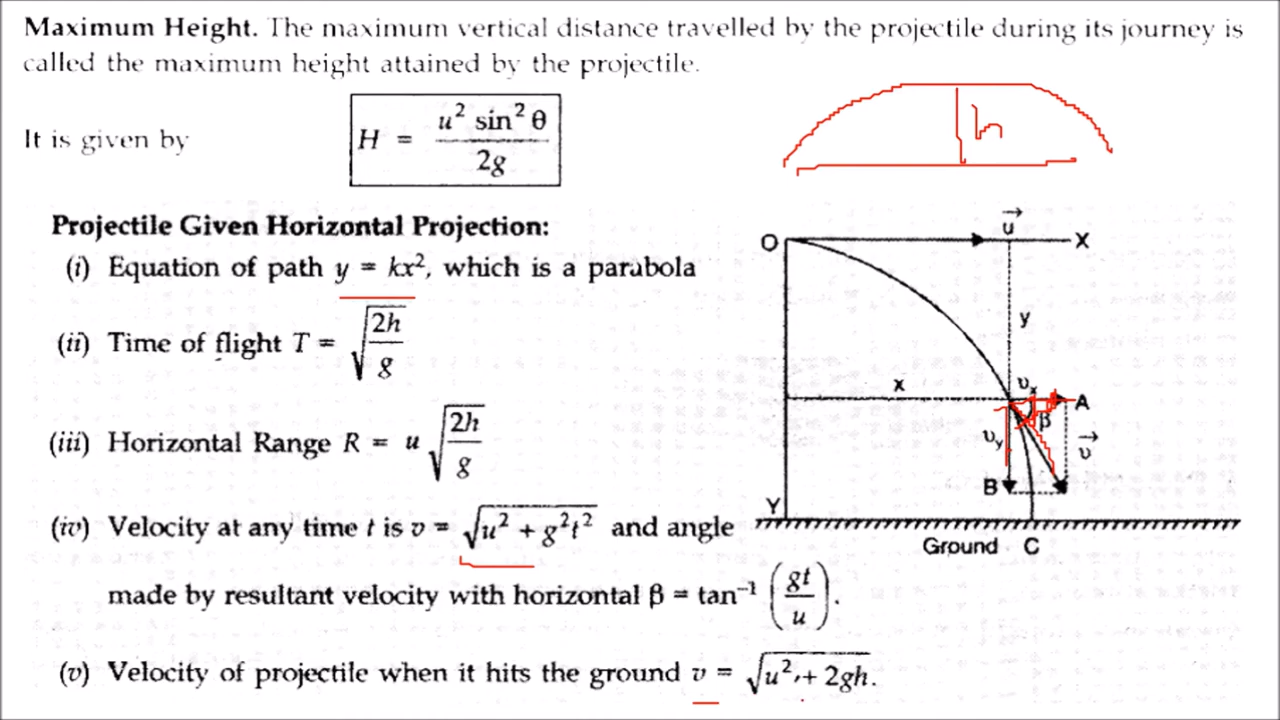 Maximum Height. The maximum vertical distance travelled by the projectile during its journey is
called the maximum height attained by the projectile.
It is given by H = u² sin² θ / 2g
h
Projectile Given Horizontal Projection:
(i) Equation of path y = kx², which is a parabola
(ii) Time of flight T = √(2h/g)
(iii) Horizontal Range R = u √(2h/g)
(iv) Velocity at any time t is v = √(u² + g²t²) and angle
made by resultant velocity with horizontal β = tan⁻¹ (gt/u).
(v) Velocity of projectile when it hits the ground v = √(u² + 2gh).
O u→ X
y
x υx A
β
υy υ→
B
Y
Ground C